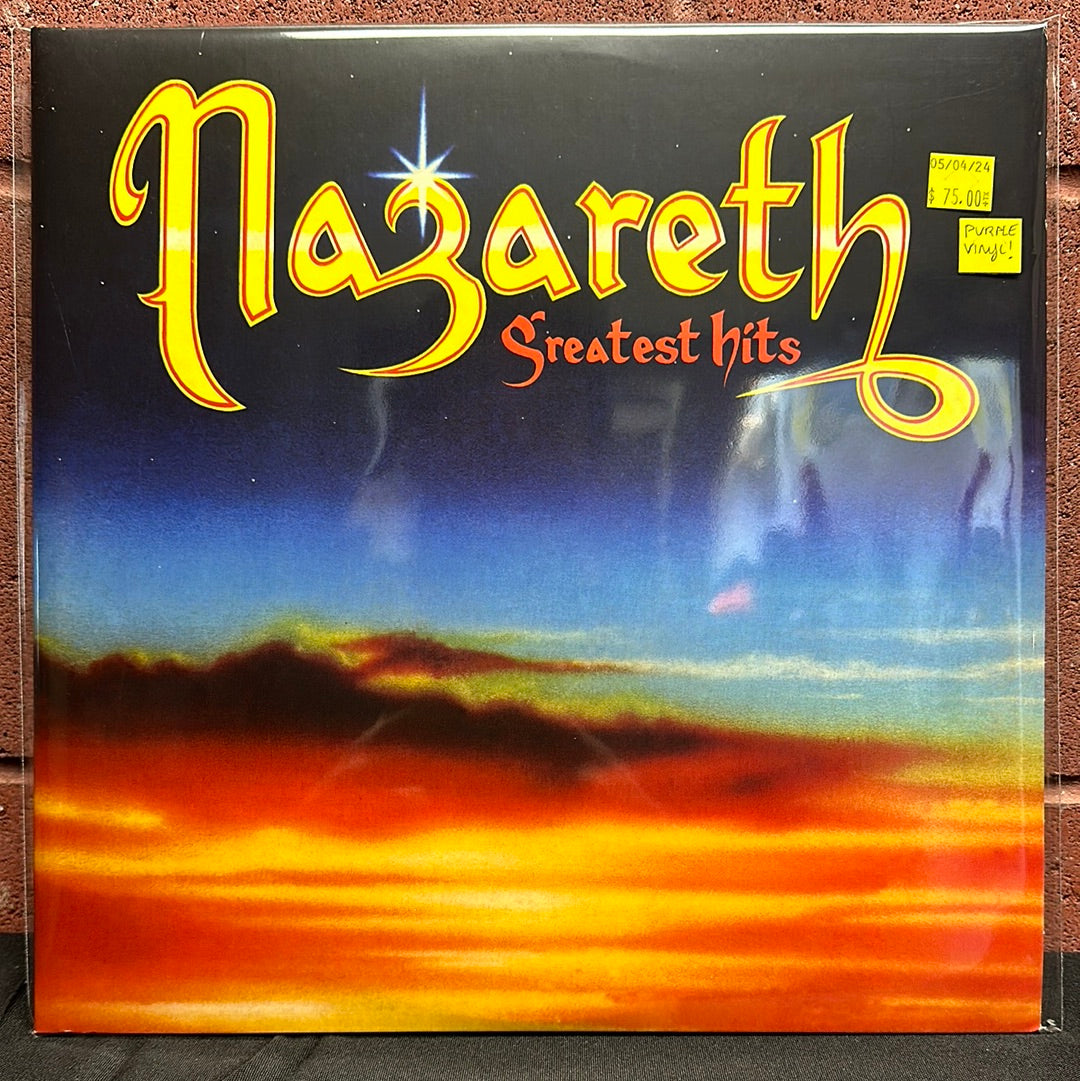 Nazareth
Greatest hits
05/04/24
$ 75.00
PURPLE
VINYL!